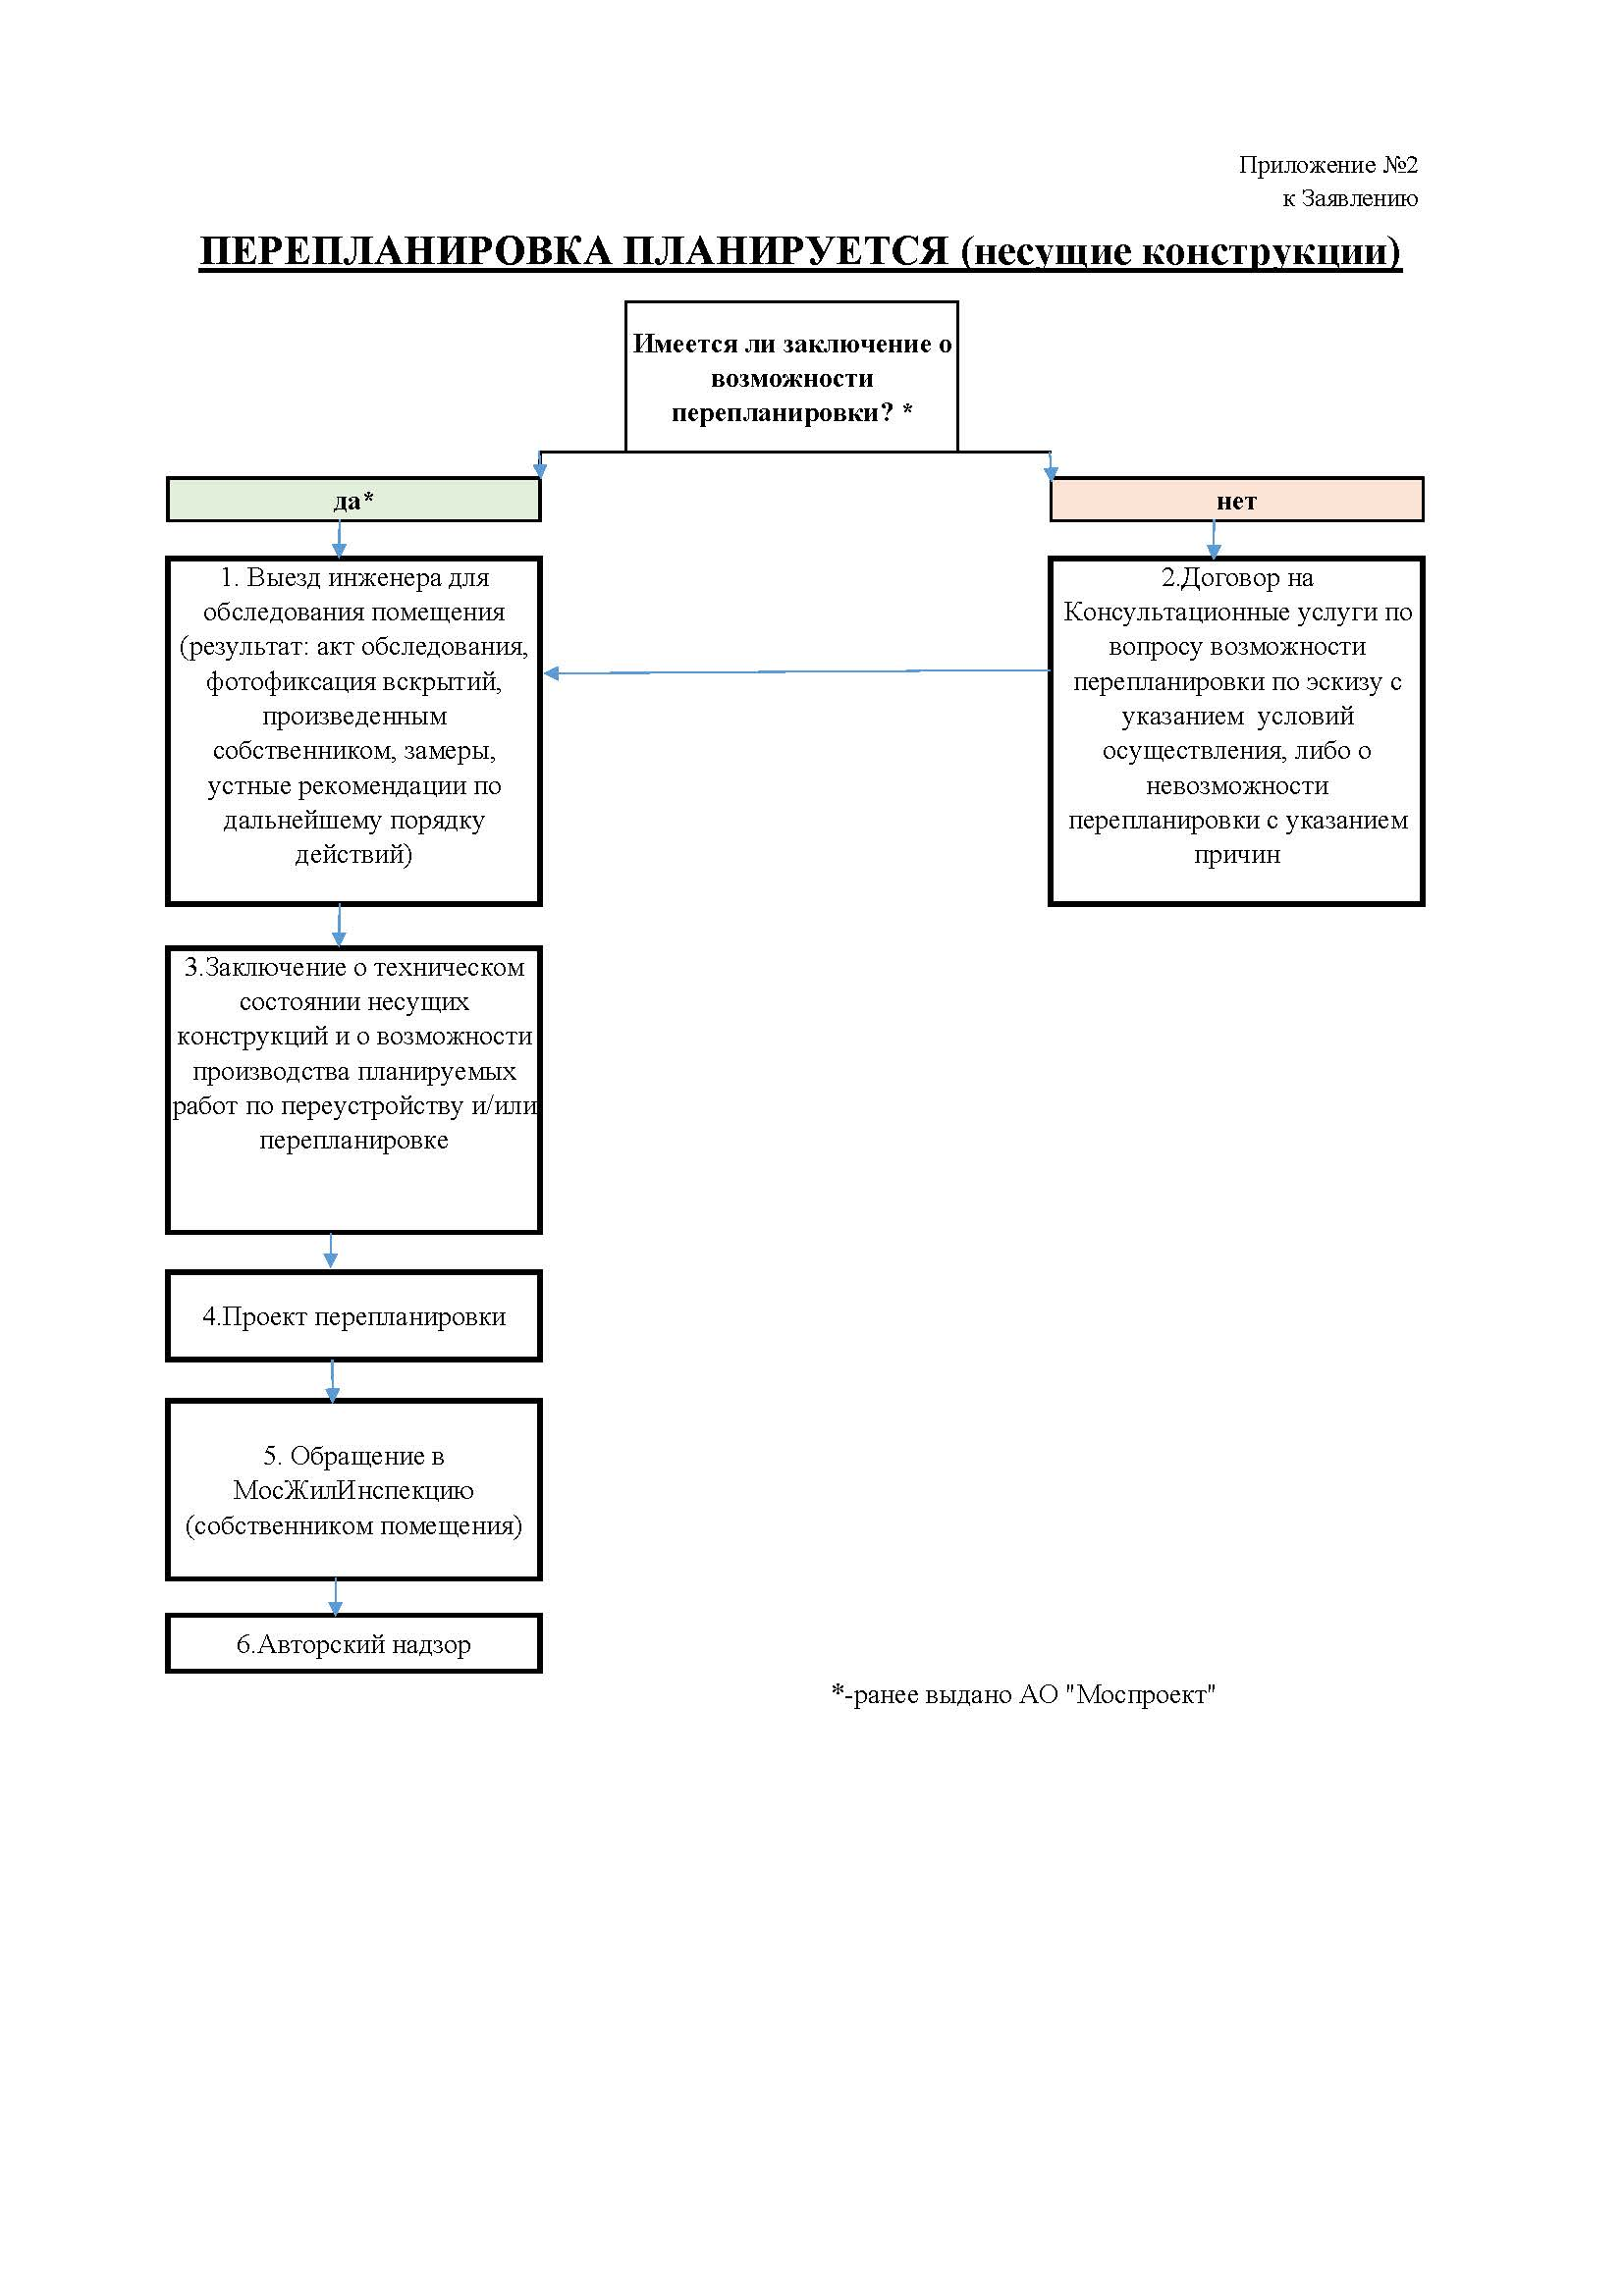 Приложение №2
к Заявлению
ПЕРЕПЛАНИРОВКА ПЛАНИРУЕТСЯ (несущие конструкции)
Имеется ли заключение о
возможности
перепланировки? *
да*
нет
1. Выезд инженера для
обследования помещения
(результат: акт обследования,
фотофиксация вскрытий,
произведенным
собственником, замеры,
устные рекомендации по
дальнейшему порядку
действий)
2.Договор на
Консультационные услуги по
вопросу возможности
перепланировки по эскизу с
указанием условий
осуществления, либо о
невозможности
перепланировки с указанием
причин
3.Заключение о техническом
состоянии несущих
конструкций и о возможности
производства планируемых
работ по переустройству и/или
перепланировке
4.Проект перепланировки
5. Обращение в
МосЖилИнспекцию
(собственником помещения)
6.Авторский надзор
*-ранее выдано АО "Моспроект"